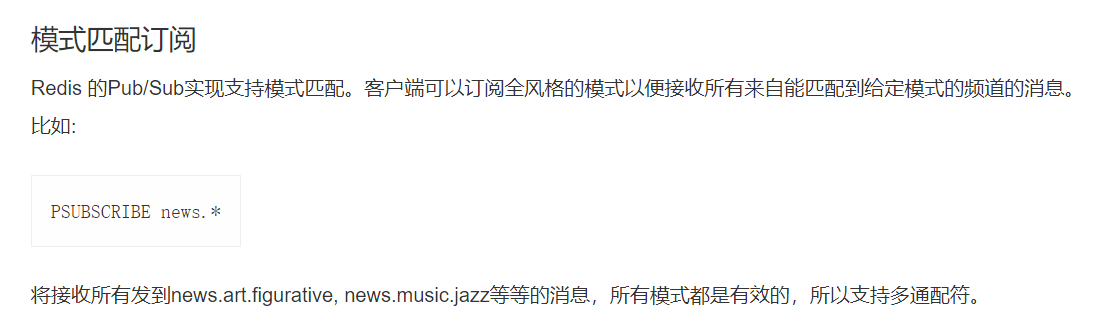 模式匹配订阅
Redis 的Pub/Sub实现支持模式匹配。客户端可以订阅全风格的模式以便接收所有来自能匹配到给定模式的频道的消息。
比如:
PSUBSCRIBE news.*
将接收所有发到news.art.figurative, news.music.jazz等等的消息，所有模式都是有效的，所以支持多通配符。